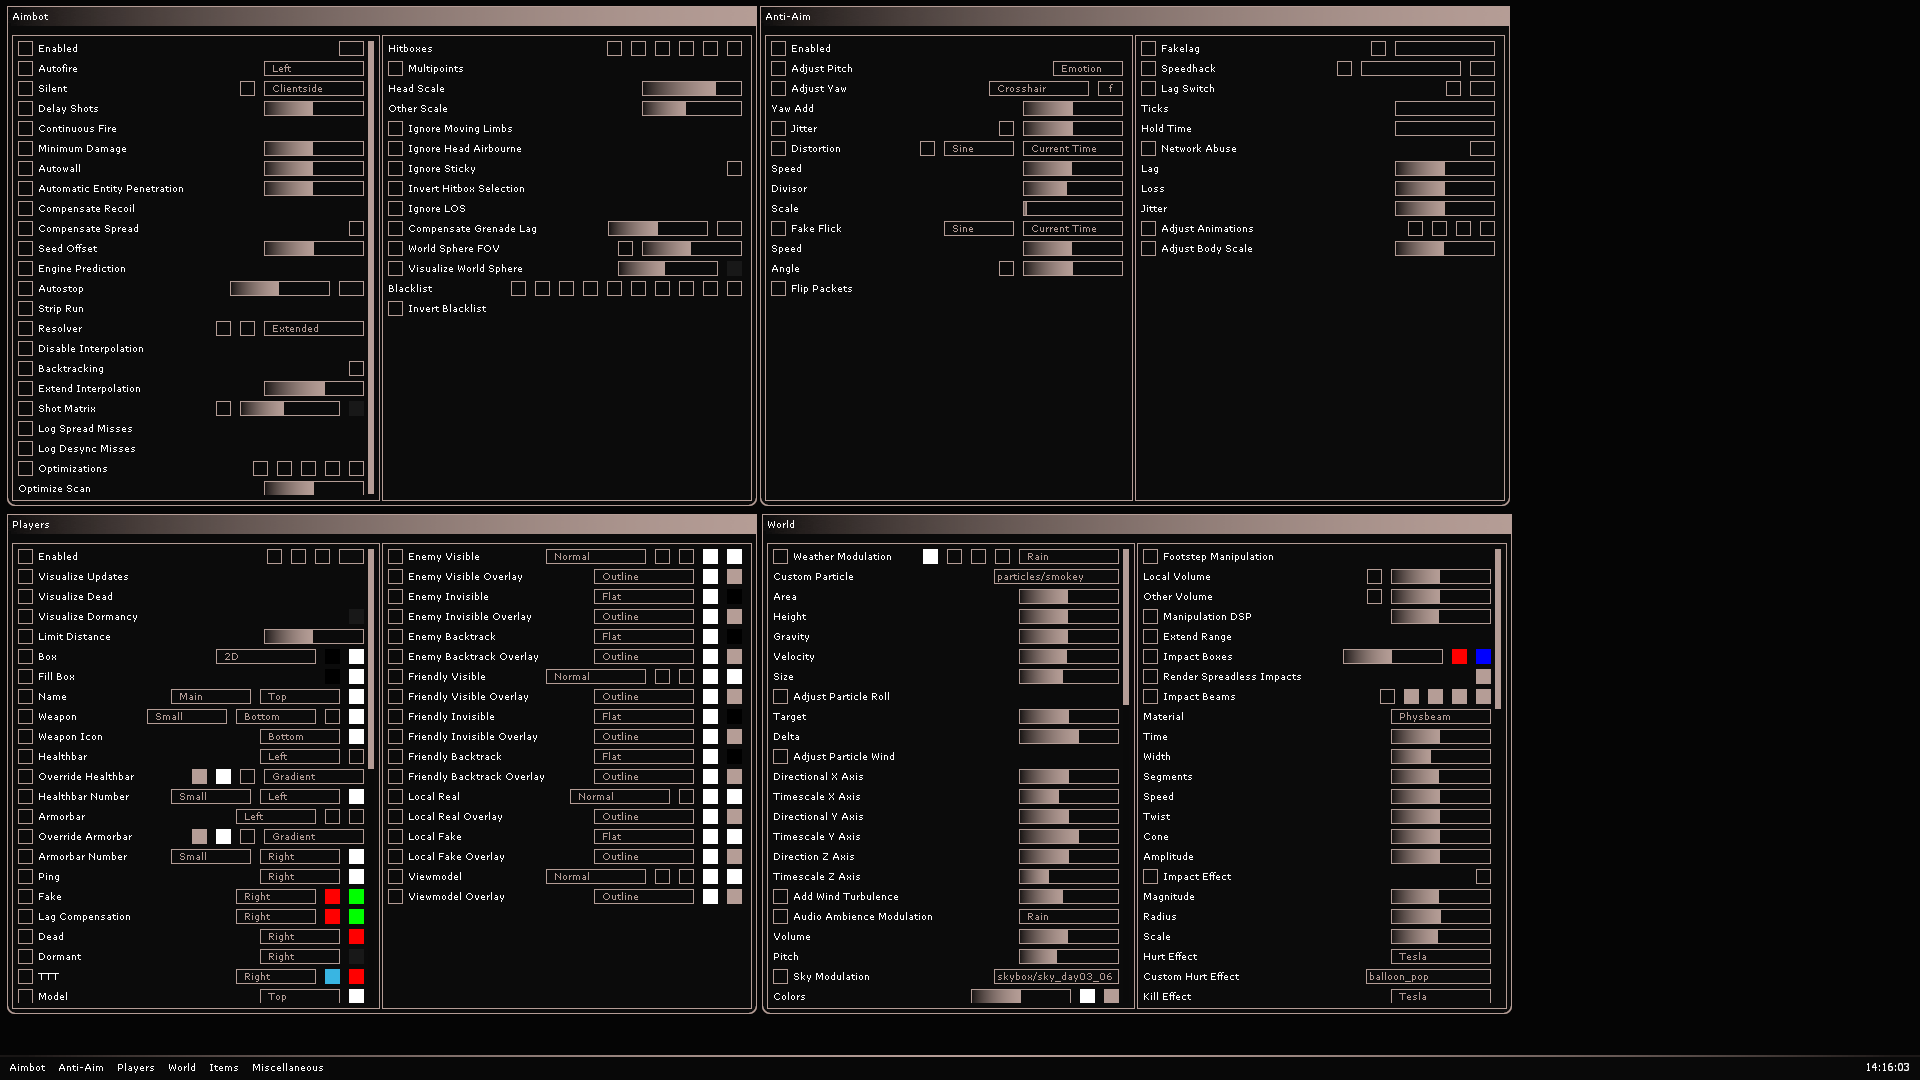 Aimbot
Enabled
Autofire Left
Silent Clientside
Delay Shots
Continuous Fire
Minimum Damage
Autowall
Automatic Entity Penetration
Compensate Recoil
Compensate Spread
Seed Offset
Engine Prediction
Autostop
Strip Run
Resolver Extended
Disable Interpolation
Backtracking
Extend Interpolation
Shot Matrix
Log Spread Misses
Log Desync Misses
Optimizations
Optimize Scan
Hitboxes
Multipoints
Head Scale
Other Scale
Ignore Moving Limbs
Ignore Head Airbourne
Ignore Sticky
Invert Hitbox Selection
Ignore LOS
Compensate Grenade Lag
World Sphere FOV
Visualize World Sphere
Blacklist
Invert Blacklist
Anti-Aim
Enabled
Adjust Pitch Emotion
Adjust Yaw Crosshair f
Yaw Add
Jitter
Distortion Sine Current Time
Speed
Divisor
Scale
Fake Flick Sine Current Time
Speed
Angle
Flip Packets
Fakelag
Speedhack
Lag Switch
Ticks
Hold Time
Network Abuse
Lag
Loss
Jitter
Adjust Animations
Adjust Body Scale
Players
Enabled
Visualize Updates
Visualize Dead
Visualize Dormancy
Limit Distance
Box 2D
Fill Box
Name Main Top
Weapon Small Bottom
Weapon Icon Bottom
Healthbar Left
Override Healthbar Gradient
Healthbar Number Small Left
Armorbar Left
Override Armorbar Gradient
Armorbar Number Small Right
Ping Right
Fake Right
Lag Compensation Right
Dead Right
Dormant Right
TTT Right
Model Top
Enemy Visible Normal
Enemy Visible Overlay Outline
Enemy Invisible Flat
Enemy Invisible Overlay Outline
Enemy Backtrack Flat
Enemy Backtrack Overlay Outline
Friendly Visible Normal
Friendly Visible Overlay Outline
Friendly Invisible Flat
Friendly Invisible Overlay Outline
Friendly Backtrack Flat
Friendly Backtrack Overlay Outline
Local Real Normal
Local Real Overlay Outline
Local Fake Flat
Local Fake Overlay Outline
Viewmodel Normal
Viewmodel Overlay Outline
World
Weather Modulation Rain
Custom Particle particles/smokey
Area
Height
Gravity
Velocity
Size
Adjust Particle Roll
Target
Delta
Adjust Particle Wind
Directional X Axis
Timescale X Axis
Directional Y Axis
Timescale Y Axis
Direction Z Axis
Timescale Z Axis
Add Wind Turbulence
Audio Ambience Modulation Rain
Volume
Pitch
Sky Modulation skybox/sky_day03_06
Colors
Footstep Manipulation
Local Volume
Other Volume
Manipulation DSP
Extend Range
Impact Boxes
Render Spreadless Impacts
Impact Beams
Material Physbeam
Time
Width
Segments
Speed
Twist
Cone
Amplitude
Impact Effect
Magnitude
Radius
Scale
Hurt Effect Tesla
Custom Hurt Effect balloon_pop
Kill Effect Tesla
Aimbot Anti-Aim Players World Items Miscellaneous 14:16:03